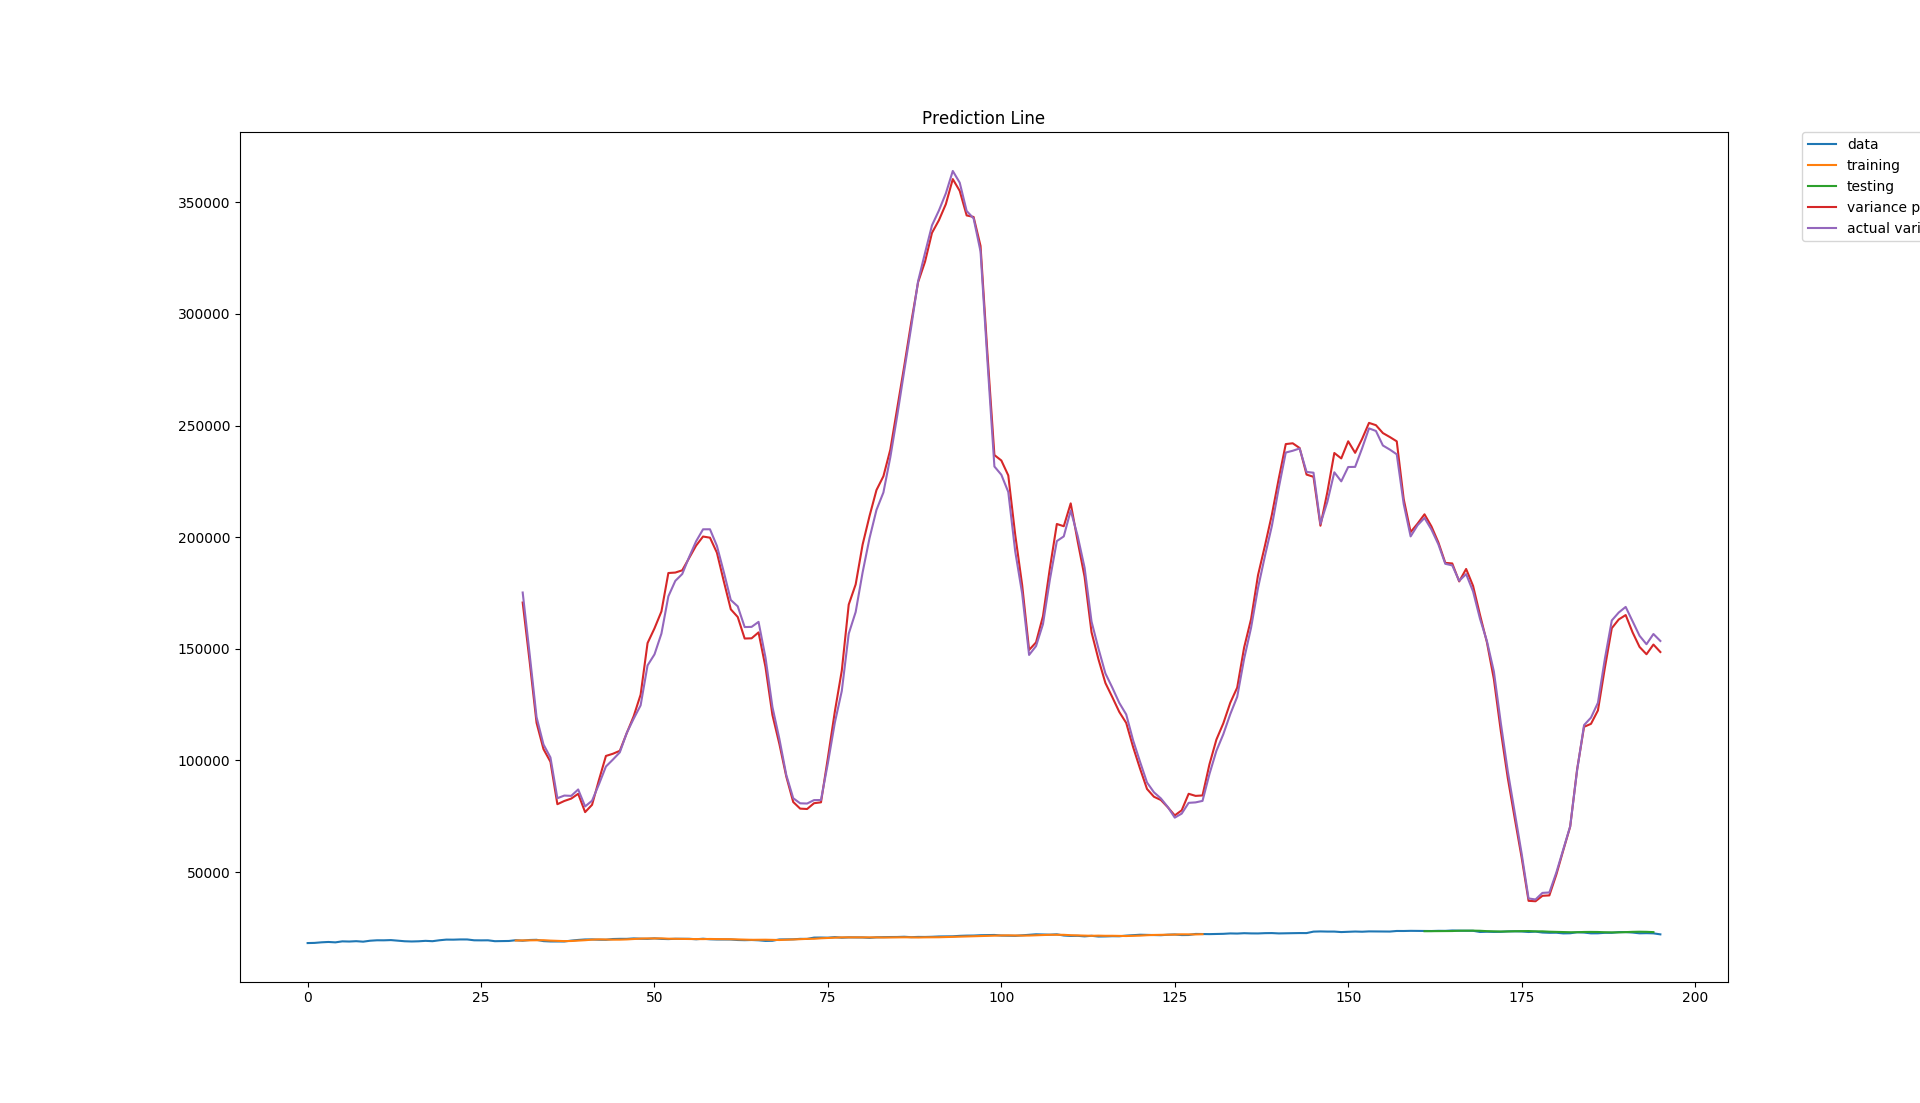 Prediction Line
350000
300000
250000
200000
150000
100000
50000
0 25 50 75 100 125 150 175 200
data
training
testing
variance
actual